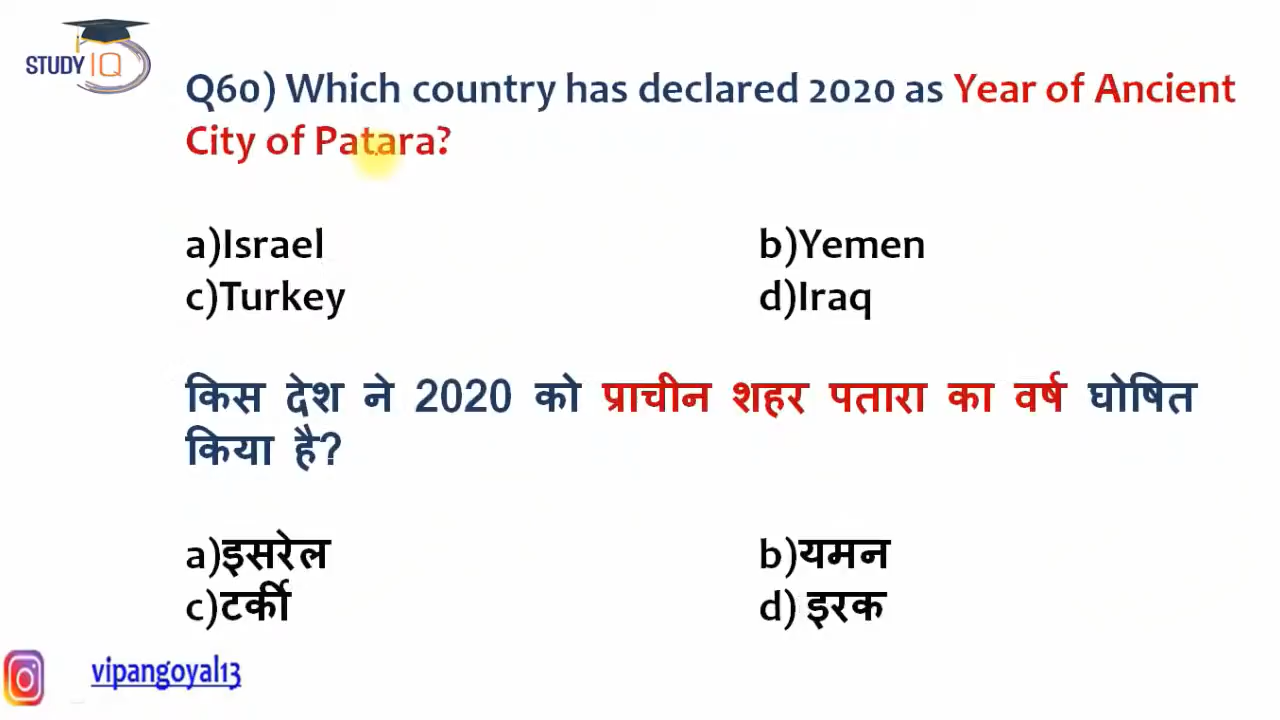 STUDY IQ
Q60) Which country has declared 2020 as Year of Ancient
City of Patara?
a)Israel b)Yemen
c)Turkey d)Iraq
किस देश ने 2020 को प्राचीन शहर पतारा का वर्ष घोषित
किया है?
a)इसरेल b)यमन
c)टर्की d) इरक
vipangoyal13